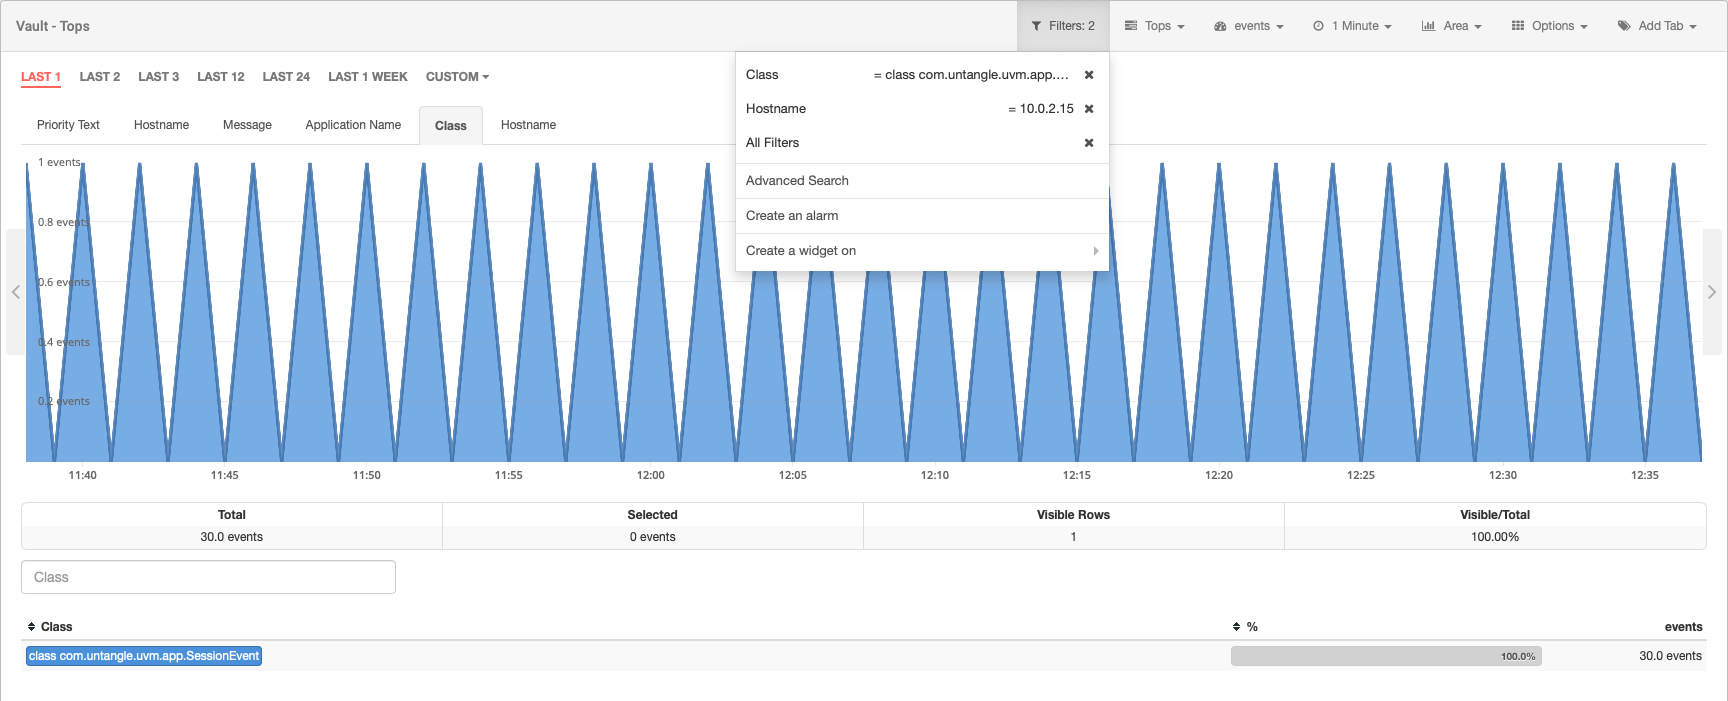 Vault - Tops
Filters: 2
Tops
events
1 Minute
Area
Options
Add Tab
LAST 1
LAST 2
LAST 3
LAST 12
LAST 24
LAST 1 WEEK
CUSTOM
Class
= class com.untangle.uvm.app....
Hostname
= 10.0.2.15
All Filters
Advanced Search
Create an alarm
Create a widget on
Priority Text
Hostname
Message
Application Name
Class
Hostname
1 events
0.8 events
0.6 events
0.4 events
0.2 events
11:40
11:45
11:50
11:55
12:00
12:05
12:10
12:15
12:20
12:25
12:30
12:35
Total
Selected
Visible Rows
Visible/Total
30.0 events
0 events
1
100.00%
Class
Class
%
events
class com.untangle.uvm.app.SessionEvent
100.0%
30.0 events